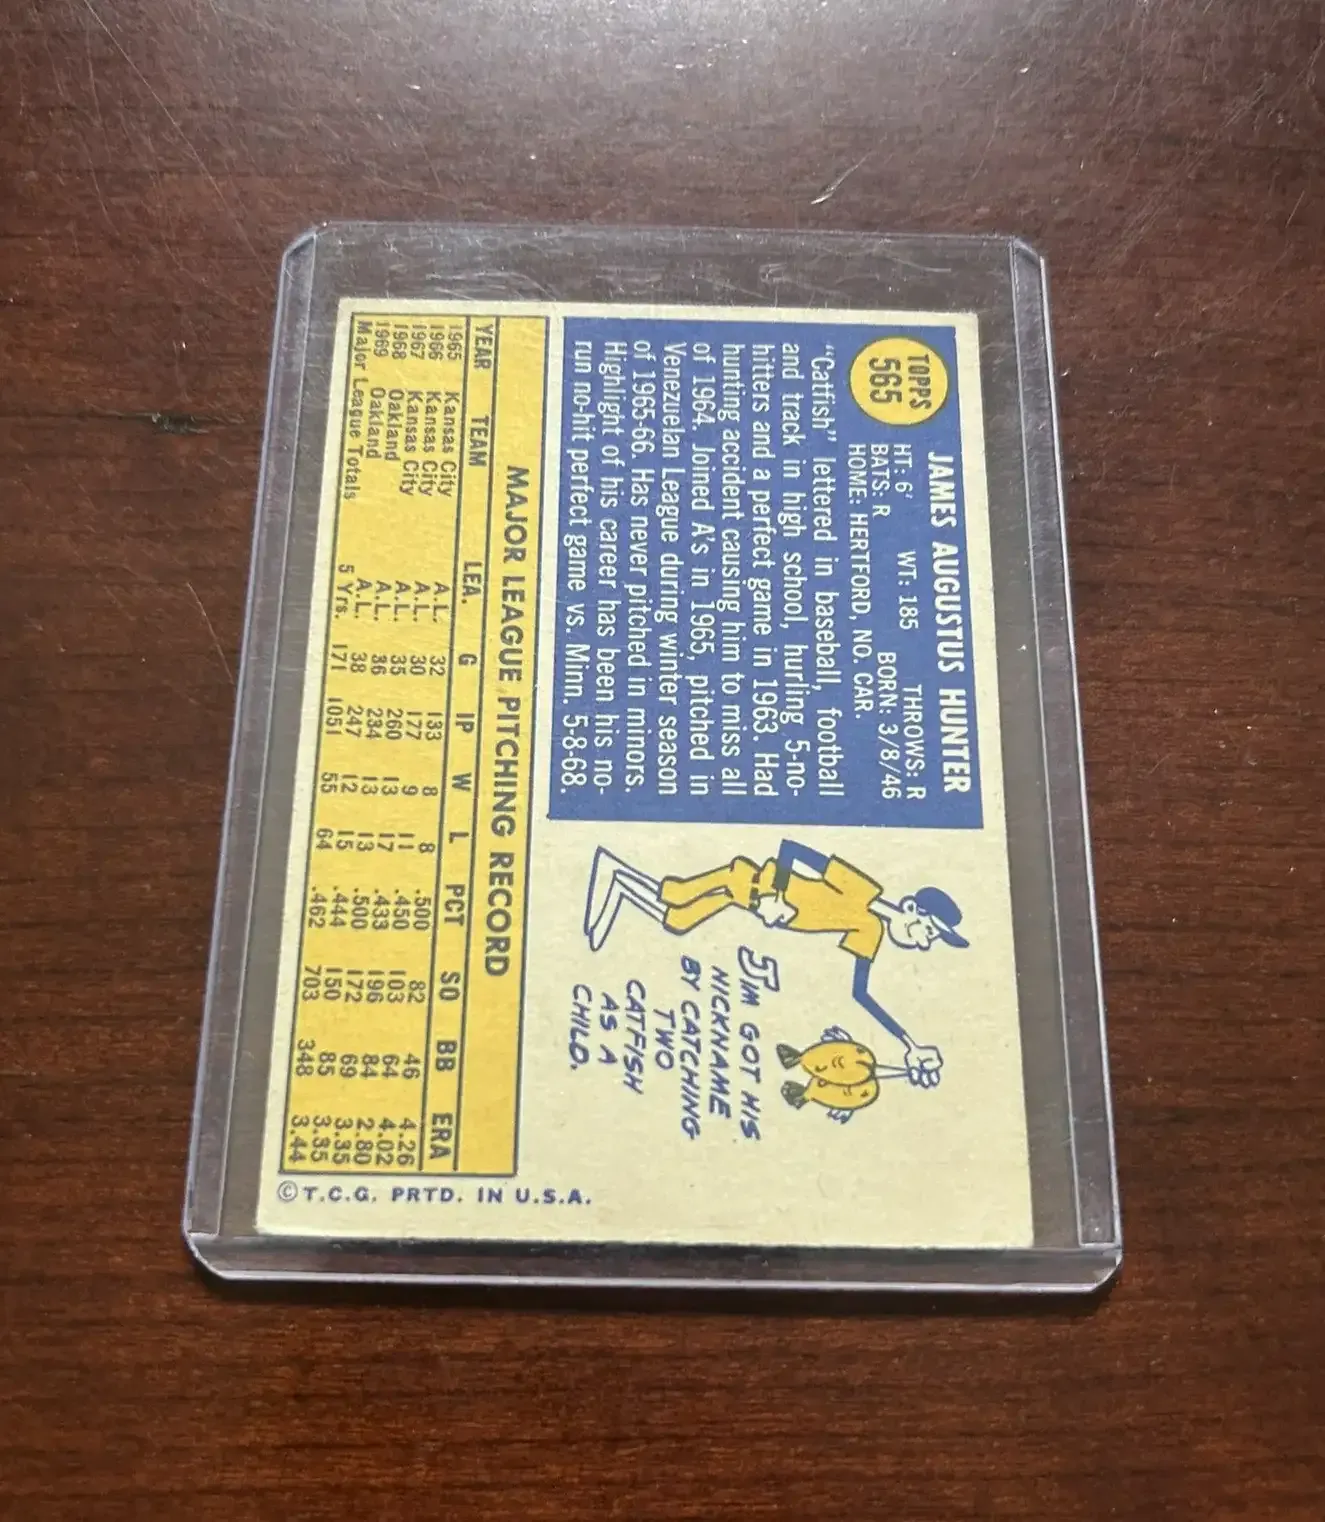 TOPPS
565
JAMES AUGUSTUS HUNTER
HT: 6' WT: 185 THROWS: R
BATS: R BORN: 3/8/46
HOME: HERTFORD, NO. CAR.
"Catfish" lettered in baseball, football
and track in high school, hurling 5-no-
hitters and a perfect game in 1963. Had
hunting accident causing him to miss all
of 1964. Joined A's in 1965, pitched in
Venezuelan League during winter season
of 1965-66. Has never pitched in minors.
Highlight of his career has been his no-
run no-hit perfect game vs. Minn. 5-8-68.
JIM GOT HIS
NICKNAME
BY CATCHING
TWO
CATFISH
AS A
CHILD.
MAJOR LEAGUE PITCHING RECORD
YEAR TEAM LEA. G IP W L PCT SO BB ERA
1965 Kansas City A.L. 32 133 8 8 .500 82 46 4.26
1966 Kansas City A.L. 30 177 9 11 .450 103 64 4.02
1967 Kansas City A.L. 35 260 13 17 .433 196 84 2.80
1968 Oakland A.L. 36 234 13 13 .500 172 69 3.35
1969 Oakland A.L. 38 247 12 15 .444 150 85 3.35
Major League Totals 5 Yrs. 171 1051 55 64 .462 703 348 3.44
©T.C.G. PRTD. IN U.S.A.